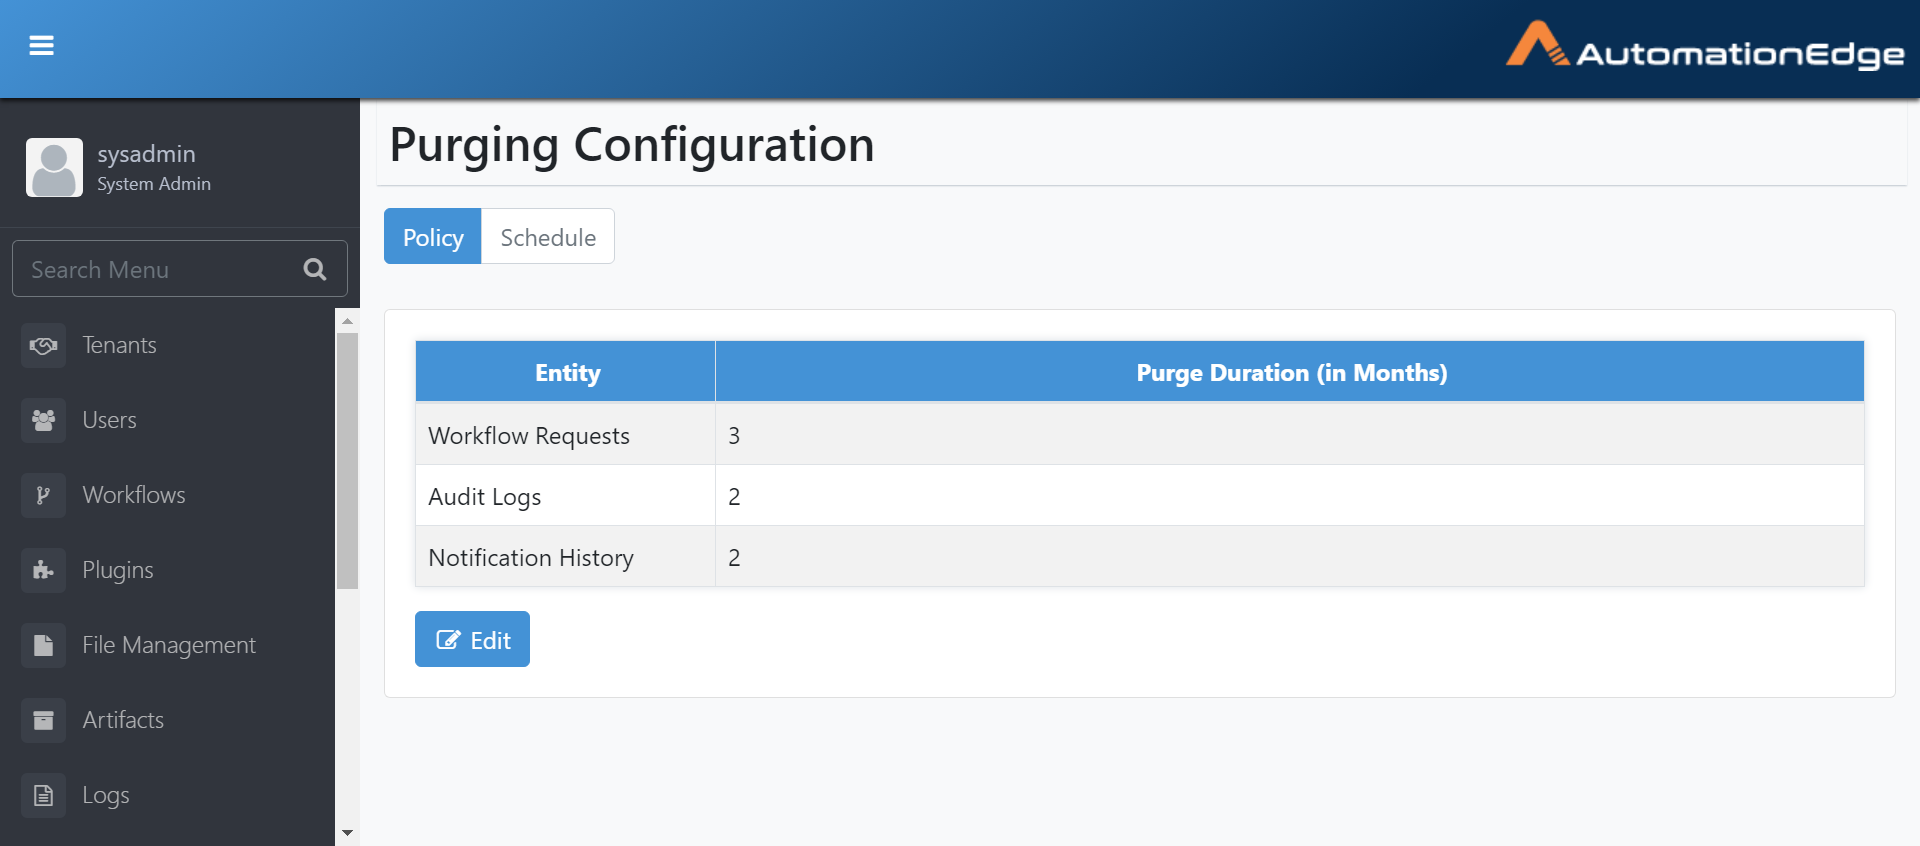 AutomationEdge
sysadmin
System Admin
Search Menu
Tenants
Users
Workflows
Plugins
File Management
Artifacts
Logs
Purging Configuration
Policy Schedule
Entity Purge Duration (in Months)
Workflow Requests 3
Audit Logs 2
Notification History 2
Edit